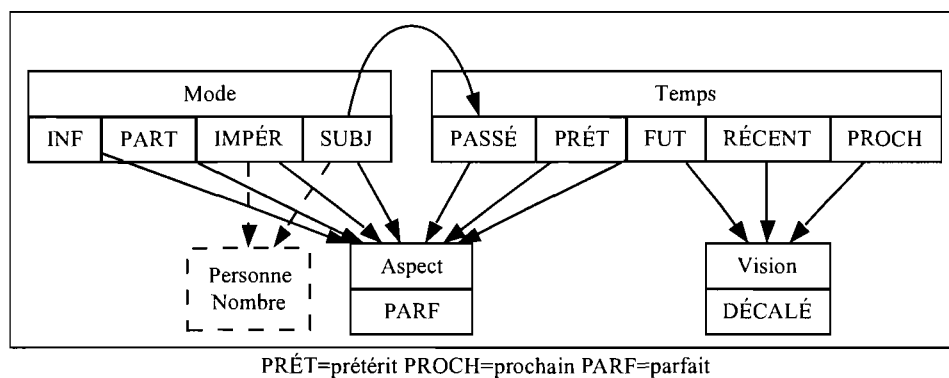 Mode Temps
INF PART IMPÉR SUBJ PASSÉ PRÉT FUT RÉCENT PROCH
Personne
Nombre
Aspect
PARF
Vision
DÉCALÉ
PRÉT=prétérit PROCH=prochain PARF=parfait